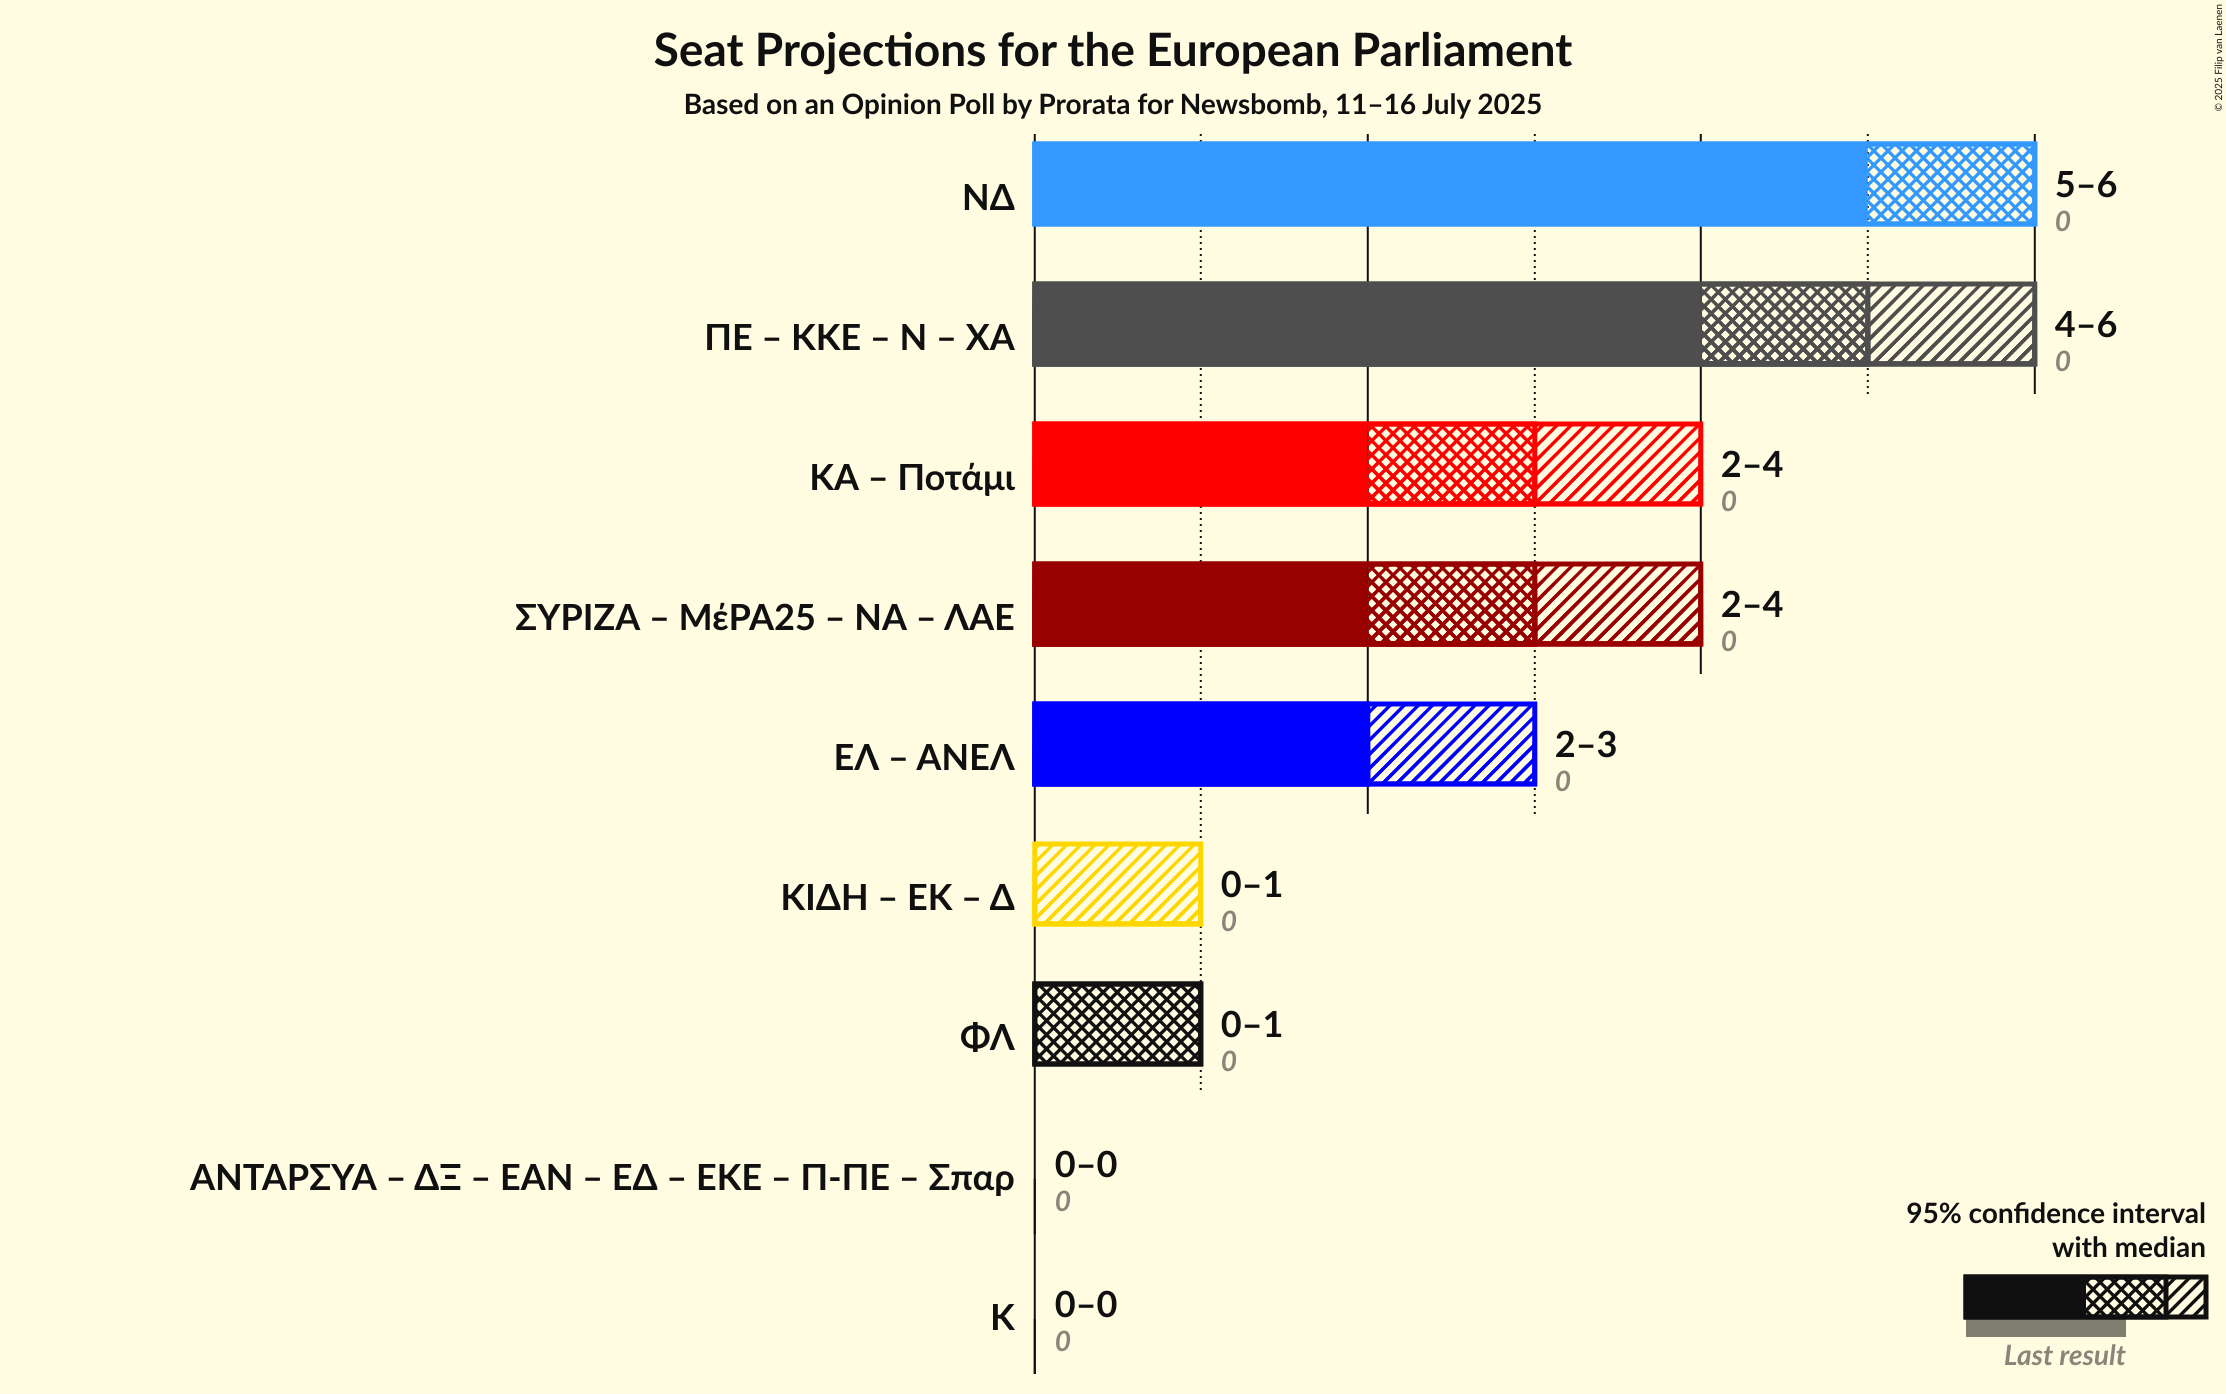 Seat Projections for the European Parliament
Based on an Opinion Poll by Prorata for Newsbomb, 11–16 July 2025
© 2025 Filip van Laenen
ΝΔ
5–6
0
ΠΕ – ΚΚΕ – Ν – ΧΑ
4–6
0
ΚΑ – Ποτάμι
2–4
0
ΣΥΡΙΖΑ – ΜέΡΑ25 – ΝΑ – ΛΑΕ
2–4
0
ΕΛ – ΑΝΕΛ
2–3
0
ΚΙΔΗ – ΕΚ – Δ
0–1
0
ΦΛ
0–1
0
ΑΝΤΑΡΣΥΑ – ΔΞ – ΕΑΝ – ΕΔ – ΕΚΕ – Π-ΠΕ – Σπαρ
0–0
0
Κ
0–0
0
95% confidence interval
with median
Last result